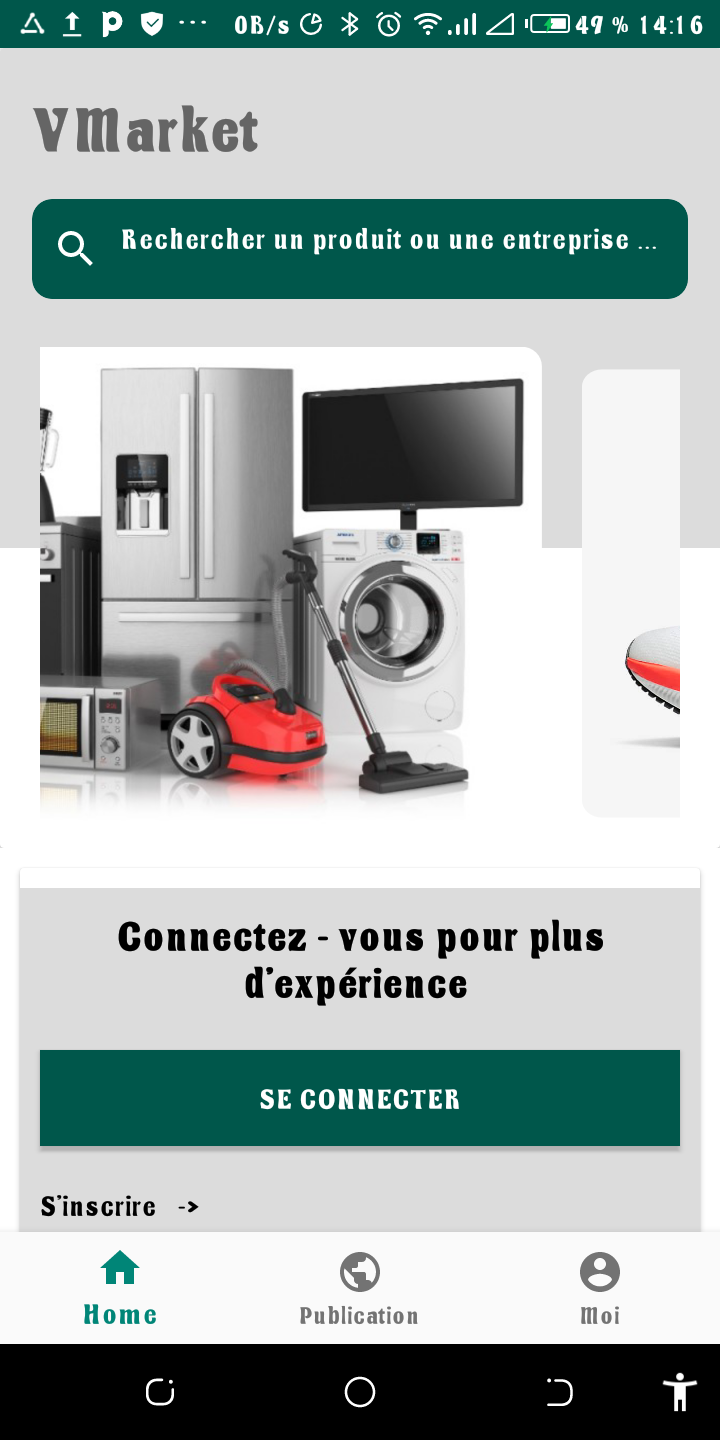 0B/s 49 % 14:16
VMarket
Rechercher un produit ou une entreprise ...
Connectez - vous pour plus
d'expérience
SE CONNECTER
S'inscrire ->
Home Publication Moi